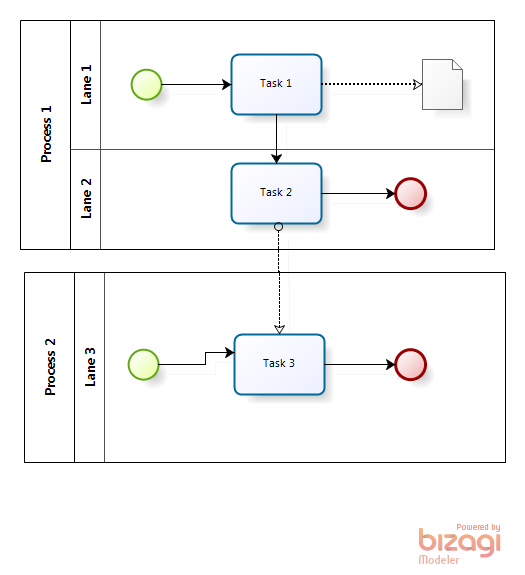 Process 1
Lane 1
Task 1
Lane 2
Task 2
Process 2
Lane 3
Task 3
Powered by
bizagi
Modeler